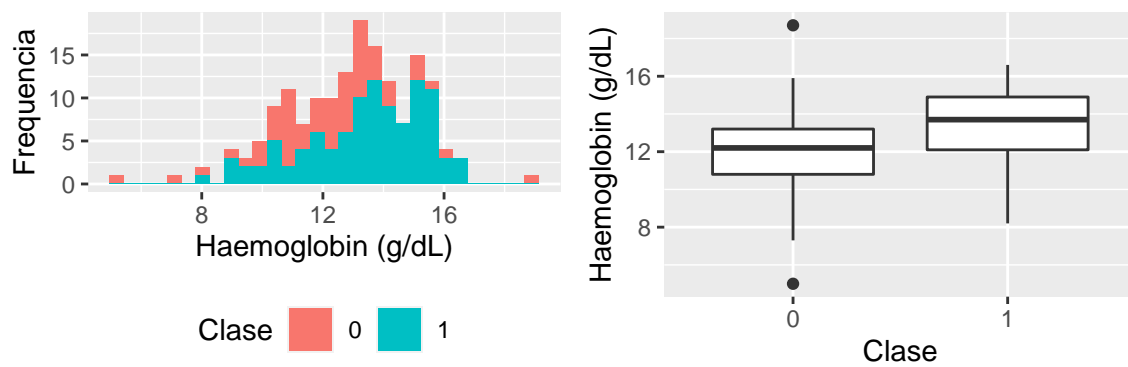 Frequencia
15
10
5
0
8 12 16
Haemoglobin (g/dL)
Clase 0 1
Haemoglobin (g/dL)
16
12
8
0 1
Clase